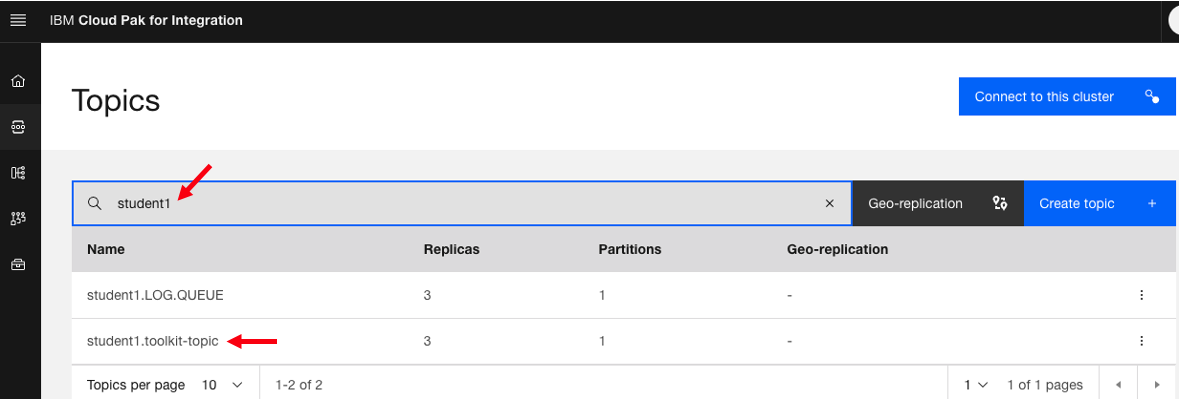 IBM Cloud Pak for Integration
Topics
Connect to this cluster
student1
Geo-replication
Create topic
Name Replicas Partitions Geo-replication
student1.LOG.QUEUE 3 1 -
student1.toolkit-topic 3 1 -
Topics per page 10 1-2 of 2 1 1 of 1 pages